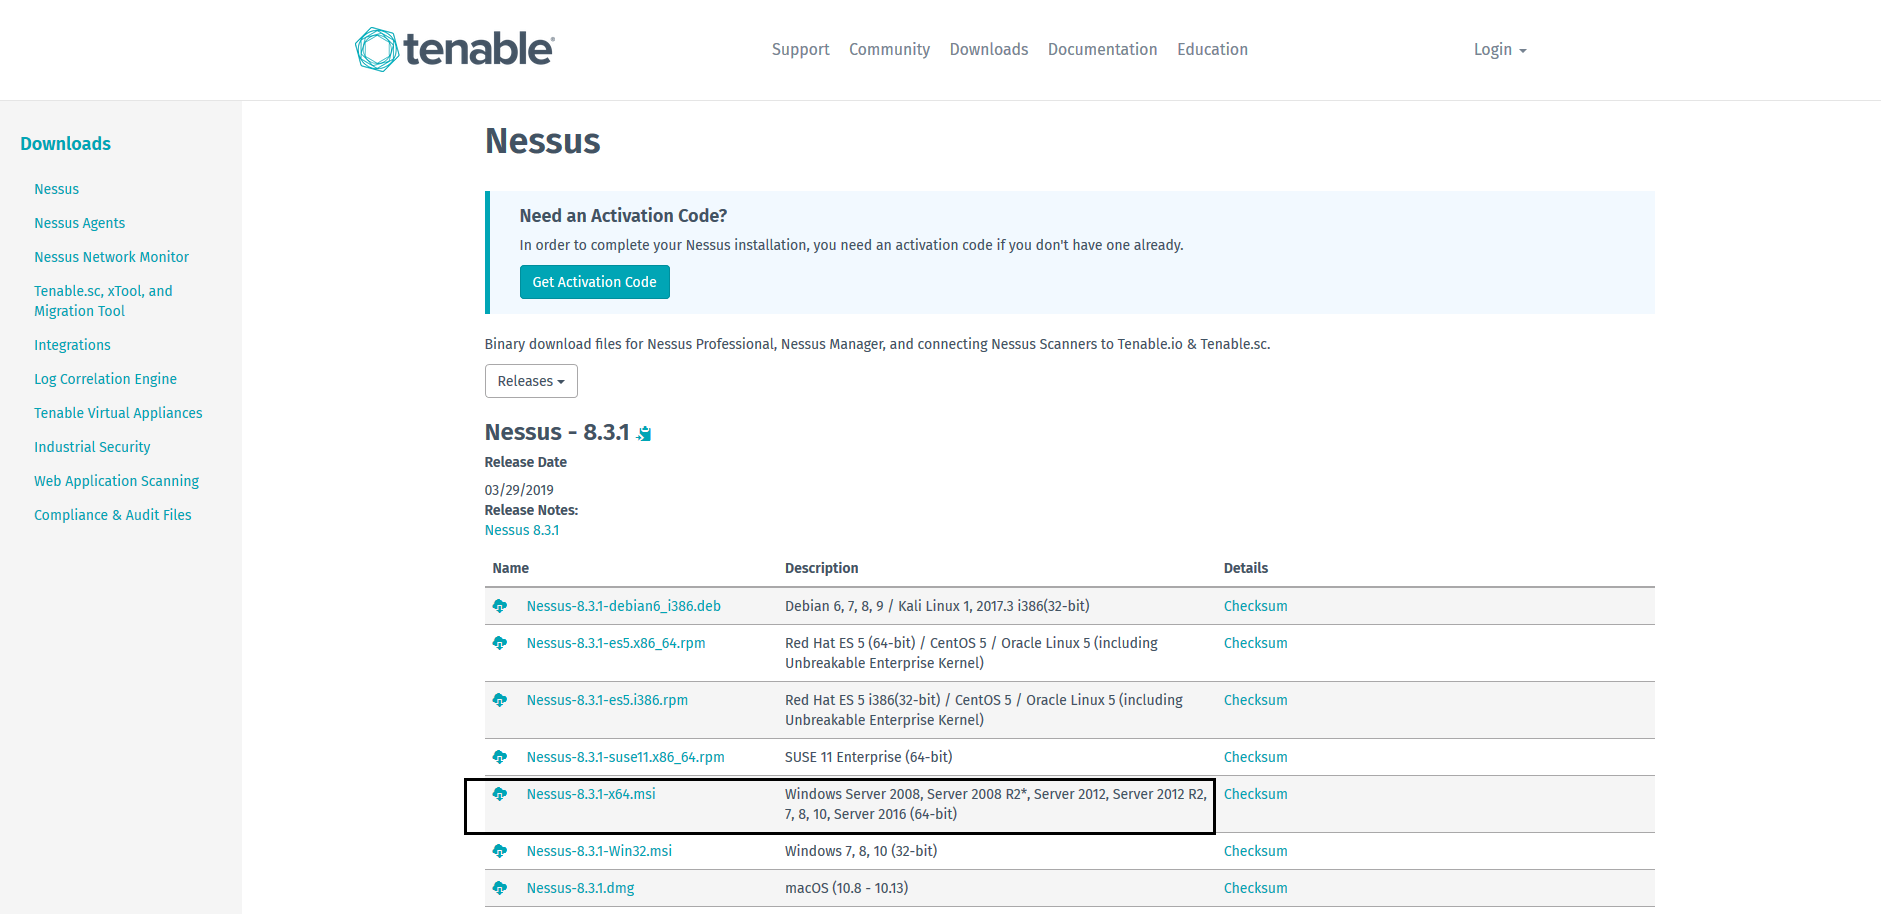 tenable®
Support Community Downloads Documentation Education
Login
Downloads
Nessus
Nessus Agents
Nessus Network Monitor
Tenable.sc, xTool, and
Migration Tool
Integrations
Log Correlation Engine
Tenable Virtual Appliances
Industrial Security
Web Application Scanning
Compliance & Audit Files
Nessus
Need an Activation Code?
In order to complete your Nessus installation, you need an activation code if you don't have one already.
Get Activation Code
Binary download files for Nessus Professional, Nessus Manager, and connecting Nessus Scanners to Tenable.io & Tenable.sc.
Releases
Nessus - 8.3.1
Release Date
03/29/2019
Release Notes:
Nessus 8.3.1
Name Description Details
Nessus-8.3.1-debian6_i386.deb Debian 6, 7, 8, 9 / Kali Linux 1, 2017.3 i386(32-bit) Checksum
Nessus-8.3.1-es5.x86_64.rpm Red Hat ES 5 (64-bit) / CentOS 5 / Oracle Linux 5 (including Checksum
Unbreakable Enterprise Kernel)
Nessus-8.3.1-es5.i386.rpm Red Hat ES 5 i386(32-bit) / CentOS 5 / Oracle Linux 5 (including Checksum
Unbreakable Enterprise Kernel)
Nessus-8.3.1-suse11.x86_64.rpm SUSE 11 Enterprise (64-bit) Checksum
Nessus-8.3.1-x64.msi Windows Server 2008, Server 2008 R2*, Server 2012, Server 2012 R2, Checksum
7, 8, 10, Server 2016 (64-bit)
Nessus-8.3.1-Win32.msi Windows 7, 8, 10 (32-bit) Checksum
Nessus-8.3.1.dmg macOS (10.8 - 10.13) Checksum